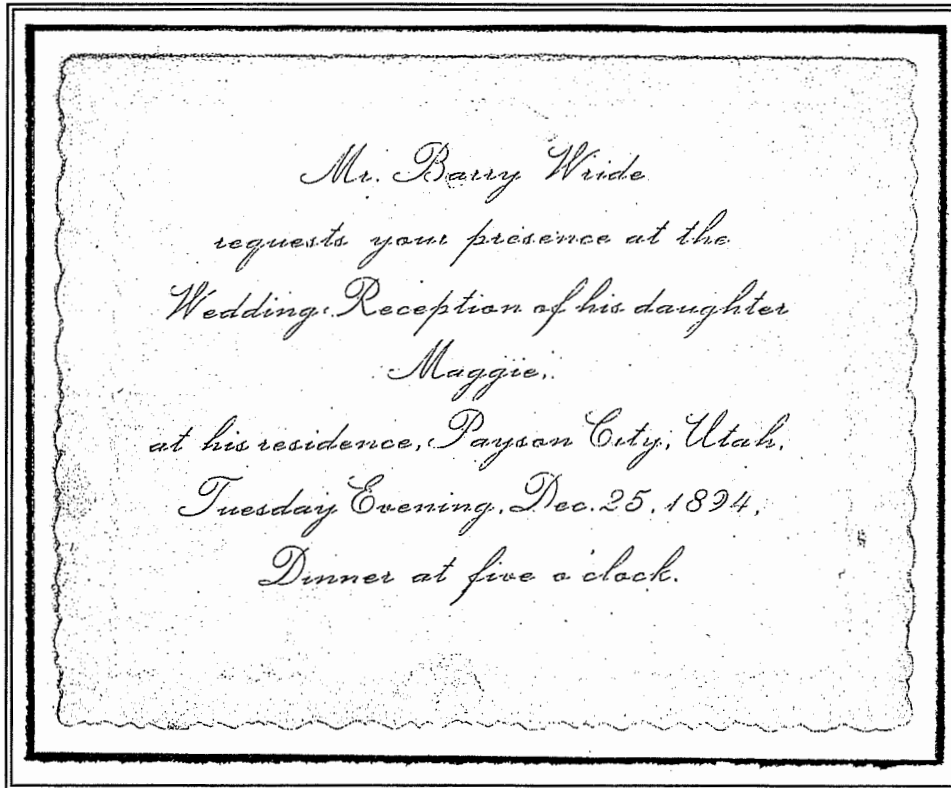 Mr. Barry Wride
requests your presence at the
Wedding Reception of his daughter
Maggie,
at his residence, Payson City, Utah,
Tuesday Evening, Dec. 25, 1894,
Dinner at five o'clock.